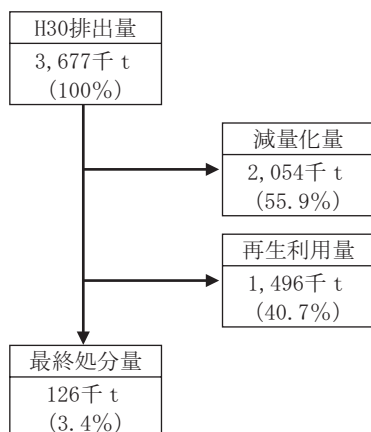 H30排出量
3,677千t
(100%)
減量化量
2,054千t
(55.9%)
再生利用量
1,496千t
(40.7%)
最終処分量
126千t
(3.4%)